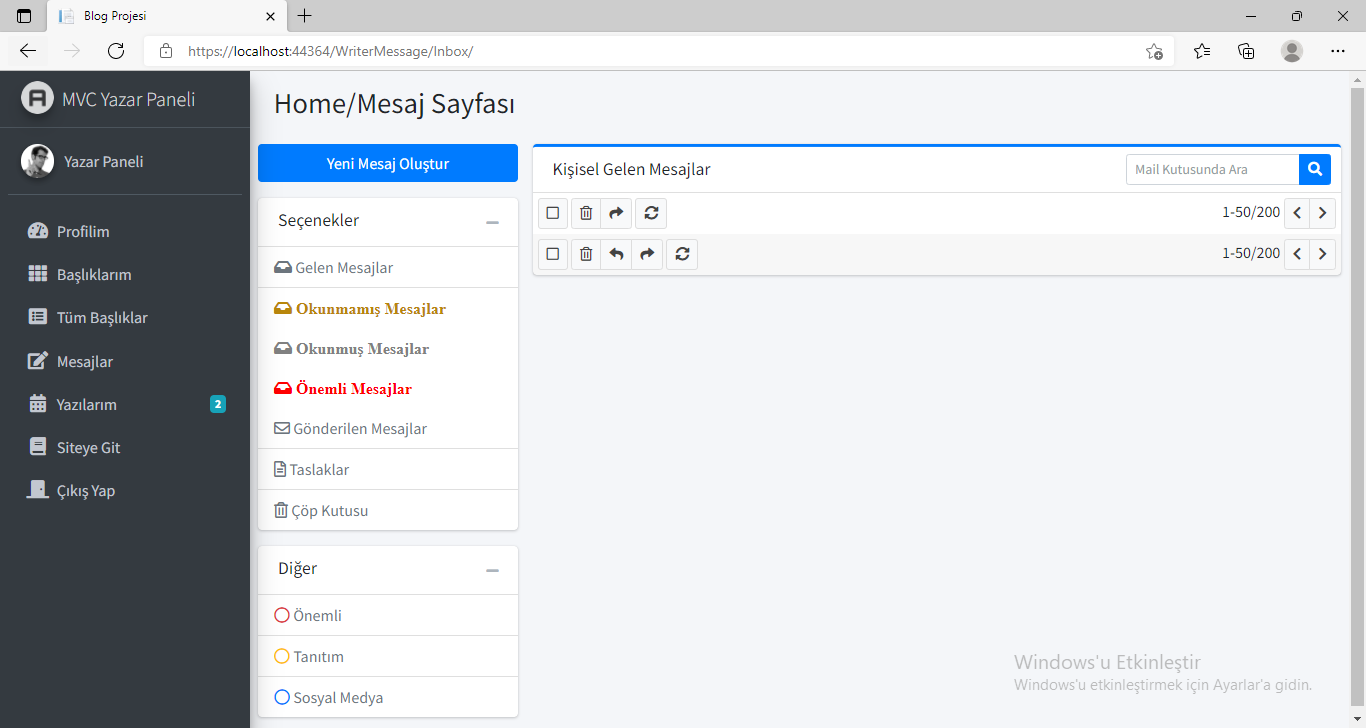 Blog Projesi
https://localhost:44364/WriterMessage/Inbox/
MVC Yazar Paneli
Yazar Paneli
Profilim
Başlıklarım
Tüm Başlıklar
Mesajlar
Yazılarım 2
Siteye Git
Çıkış Yap
Home/Mesaj Sayfası
Yeni Mesaj Oluştur
Seçenekler
Gelen Mesajlar
Okunmamış Mesajlar
Okunmuş Mesajlar
Önemli Mesajlar
Gönderilen Mesajlar
Taslaklar
Çöp Kutusu
Diğer
Önemli
Tanıtım
Sosyal Medya
Kişisel Gelen Mesajlar
Mail Kutusunda Ara
1-50/200
1-50/200
Windows'u Etkinleştir
Windows'u etkinleştirmek için Ayarlar'a gidin.